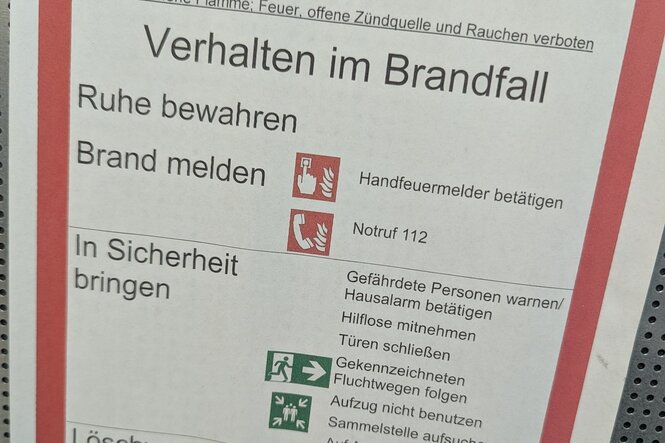 Flamme; Feuer, offene Zündquelle und Rauchen verboten
Verhalten im Brandfall
Ruhe bewahren
Brand melden
Handfeuermelder betätigen
Notruf 112
In Sicherheit
bringen
Gefährdete Personen warnen/
Hausalarm betätigen
Hilflose mitnehmen
Türen schließen
Gekennzeichneten
Fluchtwegen folgen
Aufzug nicht benutzen
Sammelstelle aufsuchen